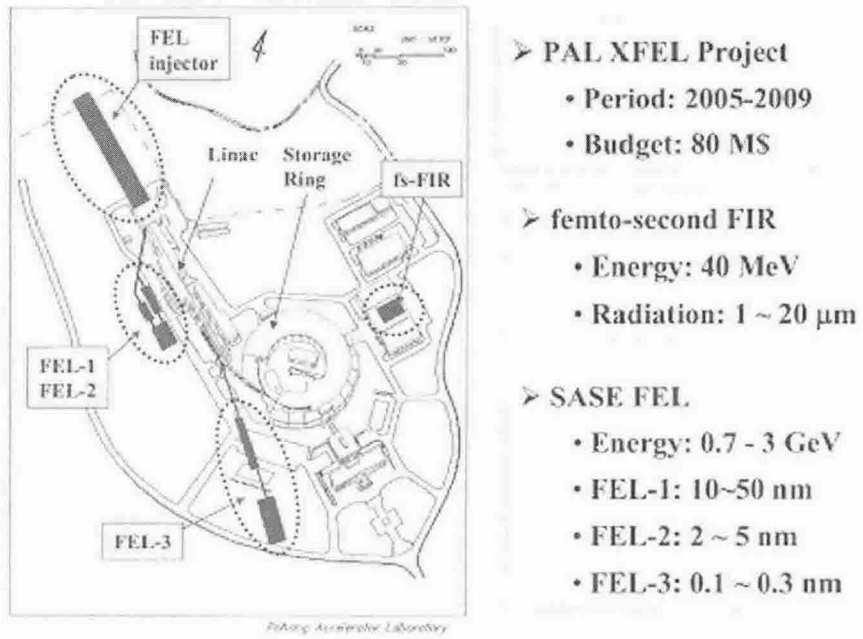 FEL
injector
Linac
Storage
Ring
fs-FIR
FEL-1
FEL-2
FEL-3
Pohang Accelerator Laboratory
➢ PAL XFEL Project
• Period: 2005-2009
• Budget: 80 M$
➢ femto-second FIR
• Energy: 40 MeV
• Radiation: 1 ~ 20 μm
➢ SASE FEL
• Energy: 0.7 - 3 GeV
• FEL-1: 10~50 nm
• FEL-2: 2 ~ 5 nm
• FEL-3: 0.1 ~ 0.3 nm